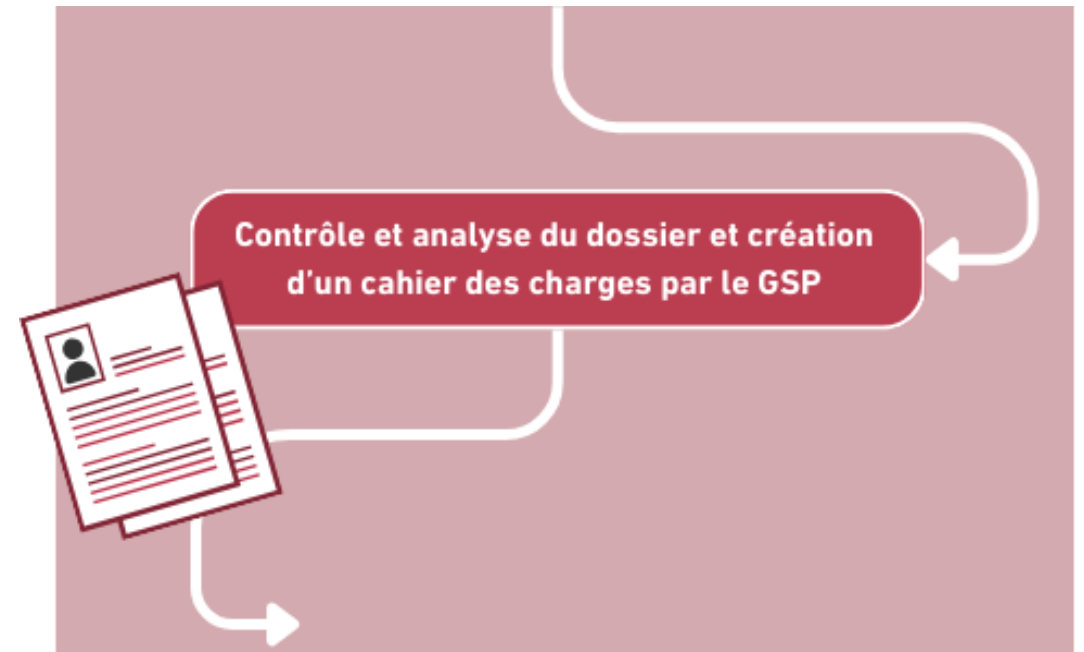 Contrôle et analyse du dossier et création
d’un cahier des charges par le GSP